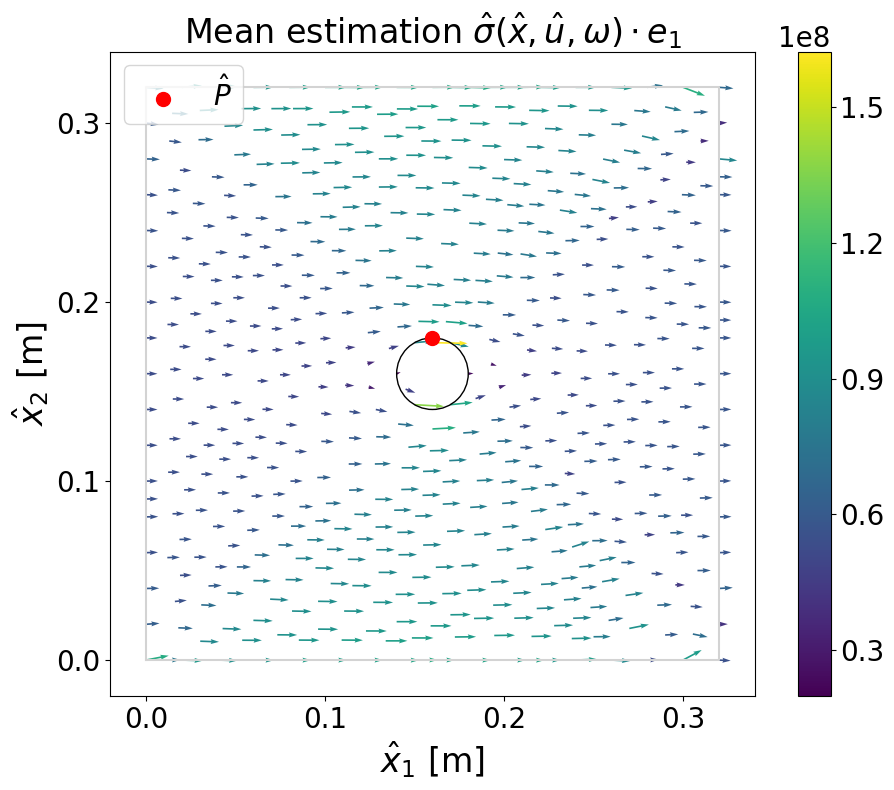 Mean estimation σ̂(x̂, û, ω) · e₁
1e8
P̂
1.5
1.2
0.9
0.6
0.3
0.3
0.2
0.1
0.0
x̂₂ [m]
0.0 0.1 0.2 0.3
x̂₁ [m]